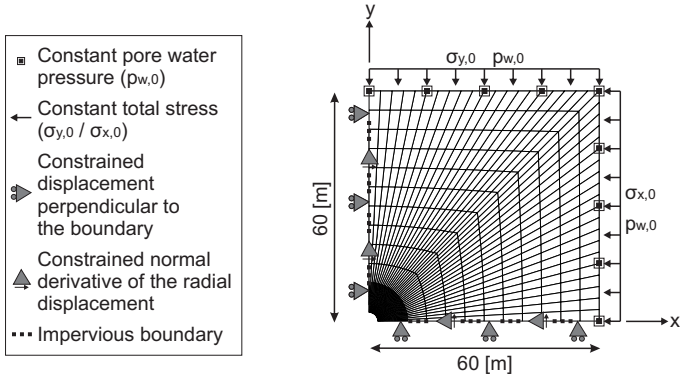 Constant pore water
pressure (pw,0)
Constant total stress
(σy,0 / σx,0)
Constrained
displacement
perpendicular to
the boundary
Constrained normal
derivative of the radial
displacement
Impervious boundary
y
σy,0 pw,0
60 [m]
σx,0
pw,0
x
60 [m]